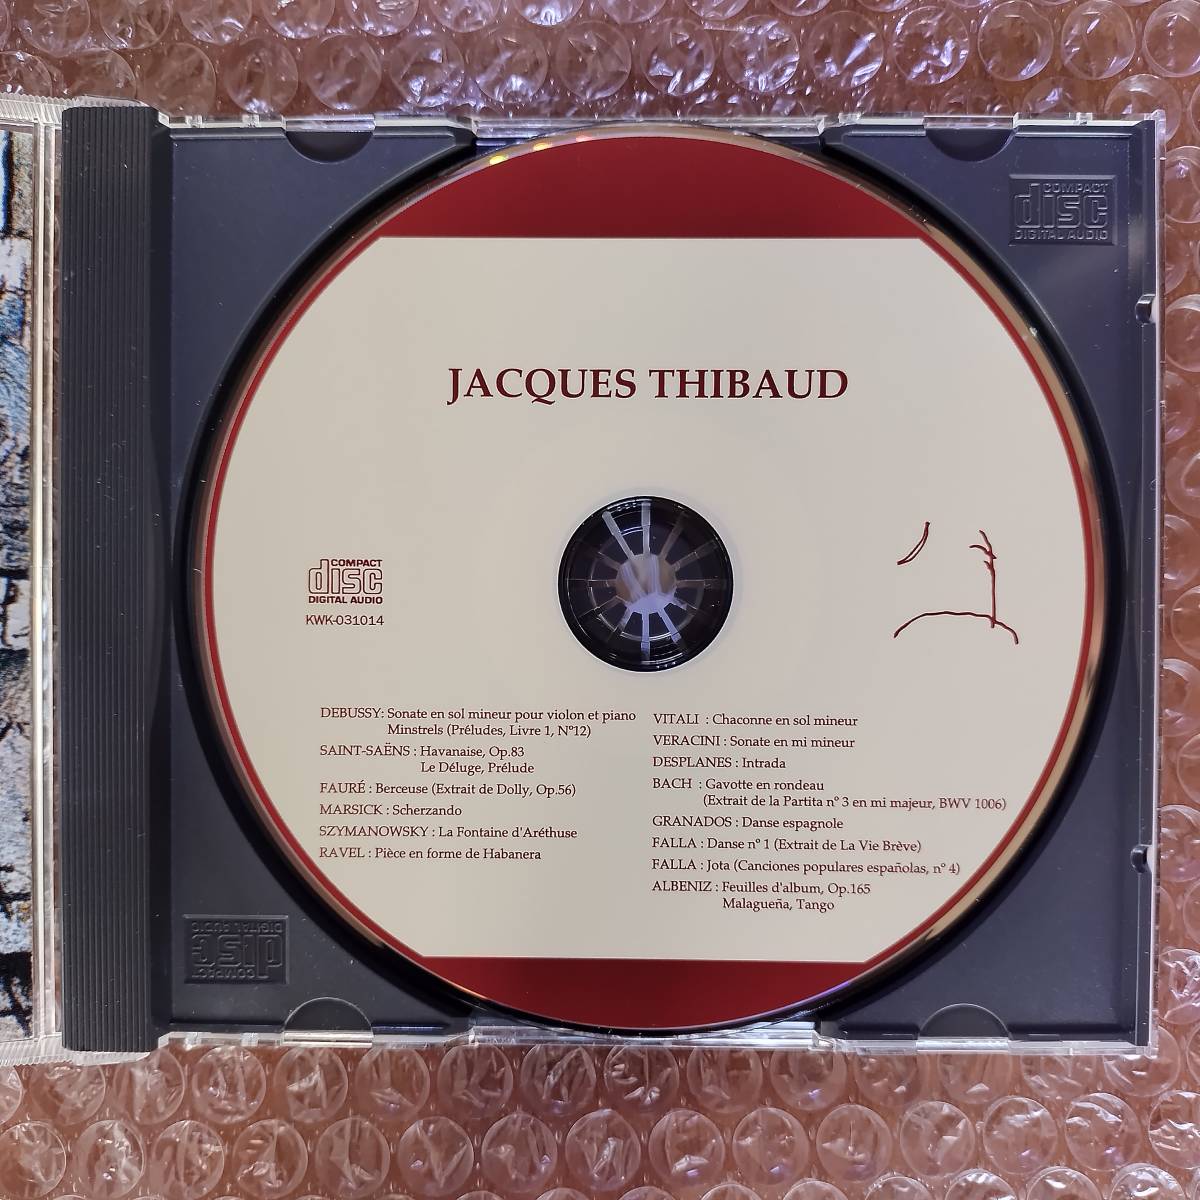 COMPACT
disc
DIGITAL AUDIO
JACQUES THIBAUD
COMPACT
disc
DIGITAL AUDIO
KWK-031014
DEBUSSY: Sonate en sol mineur pour violon et piano
Minstrels (Préludes, Livre 1, N°12)
SAINT-SAËNS : Havanaise, Op.83
Le Déluge, Prélude
FAURÉ : Berceuse (Extrait de Dolly, Op.56)
MARSICK : Scherzando
SZYMANOWSKY : La Fontaine d'Aréthuse
RAVEL : Pièce en forme de Habanera
VITALI : Chaconne en sol mineur
VERACINI : Sonate en mi mineur
DESPLANES : Intrada
BACH : Gavotte en rondeau
(Extrait de la Partita n° 3 en mi majeur, BWV 1006)
GRANADOS : Danse espagnole
FALLA : Danse n° 1 (Extrait de La Vie Brève)
FALLA : Jota (Canciones populares españolas, n° 4)
ALBENIZ : Feuilles d'album, Op.165
Malagueña, Tango
COMPACT
disc
DIGITAL AUDIO